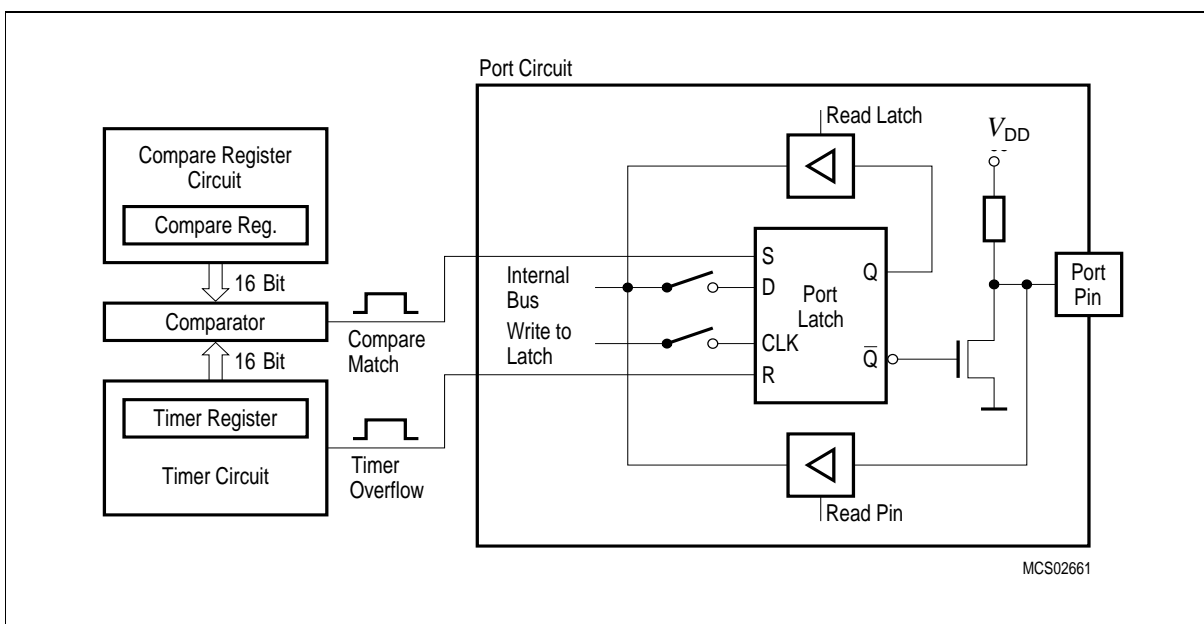 Port Circuit
Compare Register
Circuit
Compare Reg.
16 Bit
Comparator
Compare
Match
16 Bit
Timer Register
Timer Circuit
Timer
Overflow
Read Latch
VDD
Internal
Bus
Write to
Latch
S
D
CLK
R
Q
Port
Latch
Q̅
Port
Pin
Read Pin
MCS02661